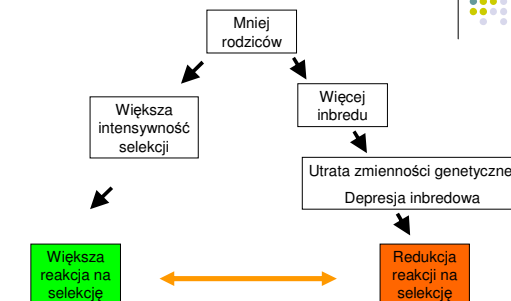 Mniej
rodziców
Większa
intensywność
selekcji
Więcej
inbredu
Utrata zmienności genetyczne
Depresja inbredowa
Większa
reakcja na
selekcję
Redukcja
reakcji na
selekcję